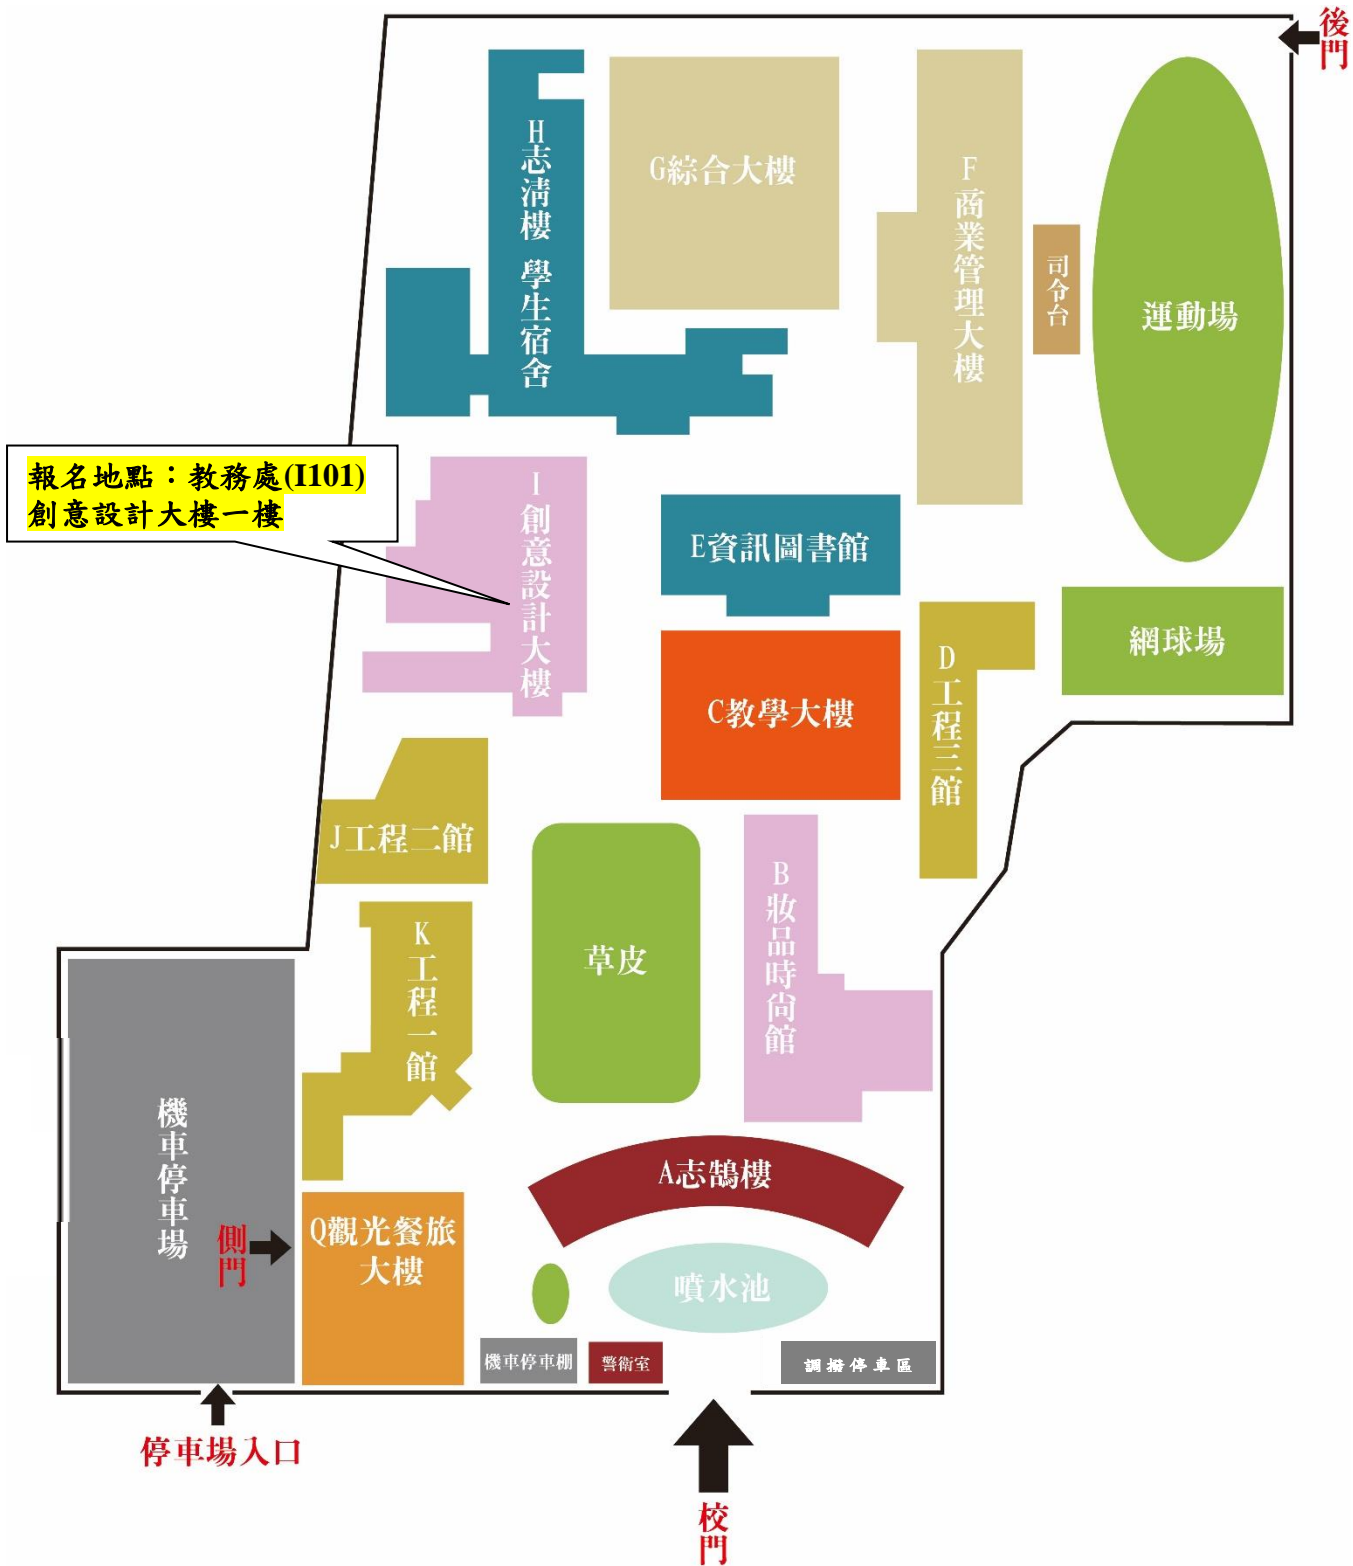 後門
H志清樓 學生宿舍
G綜合大樓
F商業管理大樓
司令台
運動場
報名地點：教務處(I101)
創意設計大樓一樓
I創意設計大樓
E資訊圖書館
C教學大樓
D工程三館
網球場
J工程二館
K工程一館
草皮
B妝品時尚館
機車停車場
側門
Q觀光餐旅
大樓
A志鵠樓
噴水池
機車停車棚
警衛室
調撥停車區
停車場入口
校門